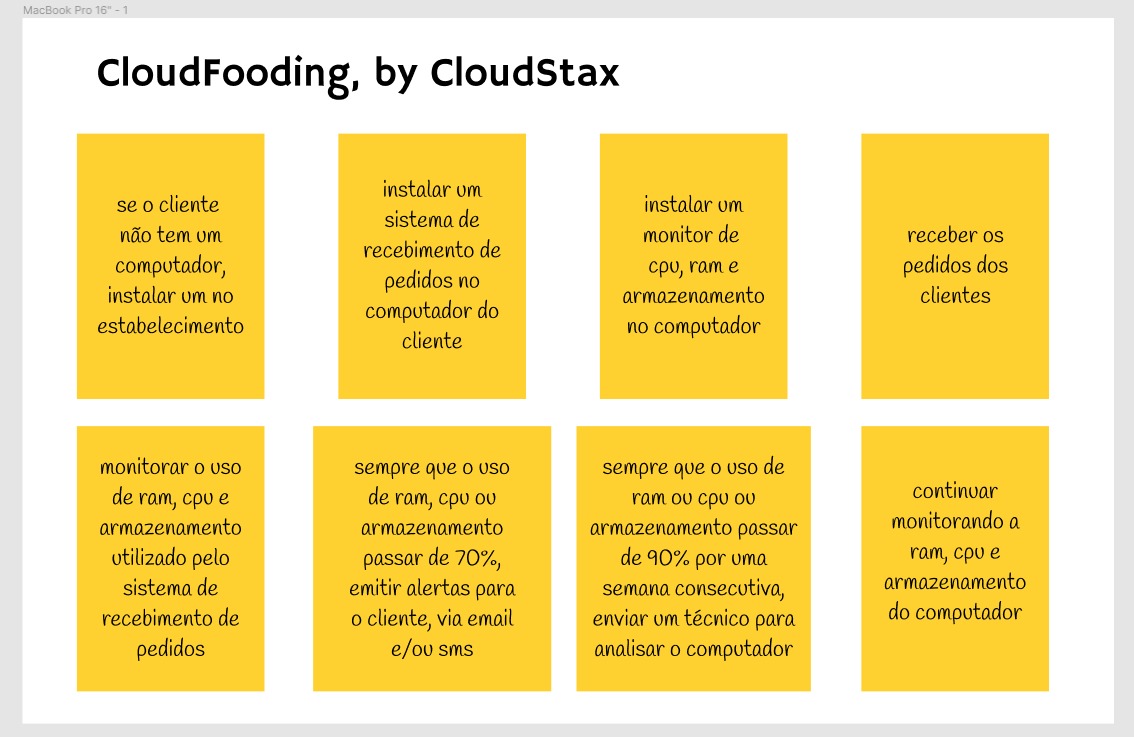 MacBook Pro 16" - 1
CloudFooding, by CloudStax
se o cliente
não tem um
computador,
instalar um no
estabelecimento
instalar um
sistema de
recebimento de
pedidos no
computador do
cliente
instalar um
monitor de
cpu, ram e
armazenamento
no computador
receber os
pedidos dos
clientes
monitorar o uso
de ram, cpu e
armazenamento
utilizado pelo
sistema de
recebimento de
pedidos
sempre que o uso
de ram, cpu ou
armazenamento
passar de 70%,
emitir alertas para
o cliente, via email
e/ou sms
sempre que o uso de
ram ou cpu ou
armazenamento passar
de 90% por uma
semana consecutiva,
enviar um técnico para
analisar o computador
continuar
monitorando a
ram, cpu e
armazenamento
do computador